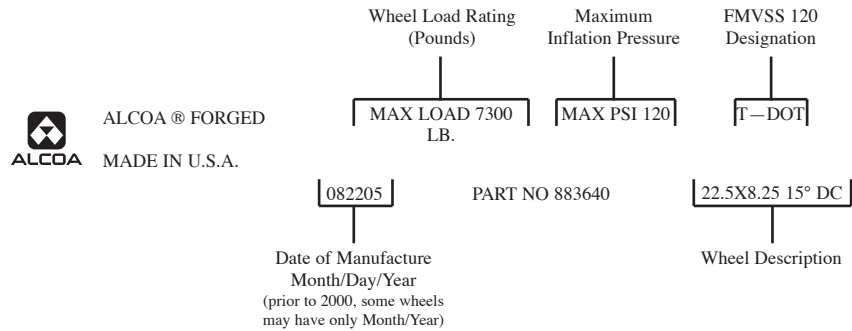 Wheel Load Rating
(Pounds)
Maximum
Inflation Pressure
FMVSS 120
Designation
ALCOA
ALCOA ® FORGED
MADE IN U.S.A.
MAX LOAD 7300
LB.
MAX PSI 120
T—DOT
082205
PART NO 883640
22.5X8.25 15° DC
Date of Manufacture
Month/Day/Year
(prior to 2000, some wheels
may have only Month/Year)
Wheel Description